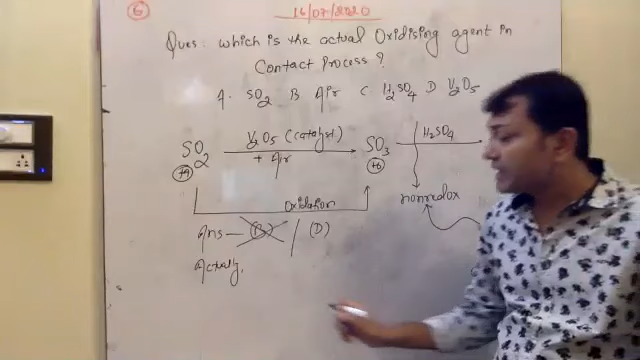 6
16/07/2020
Ques: Which is the actual Oxidising agent in
Contact Process?
A. SO2 B. Air C. H2SO4 D V2O5
SO2 V2O5 (catalyst) + Air SO3 H2SO4
+4 +6
nonredox
Oxidation
Ans — (B) / (D)
Actually,